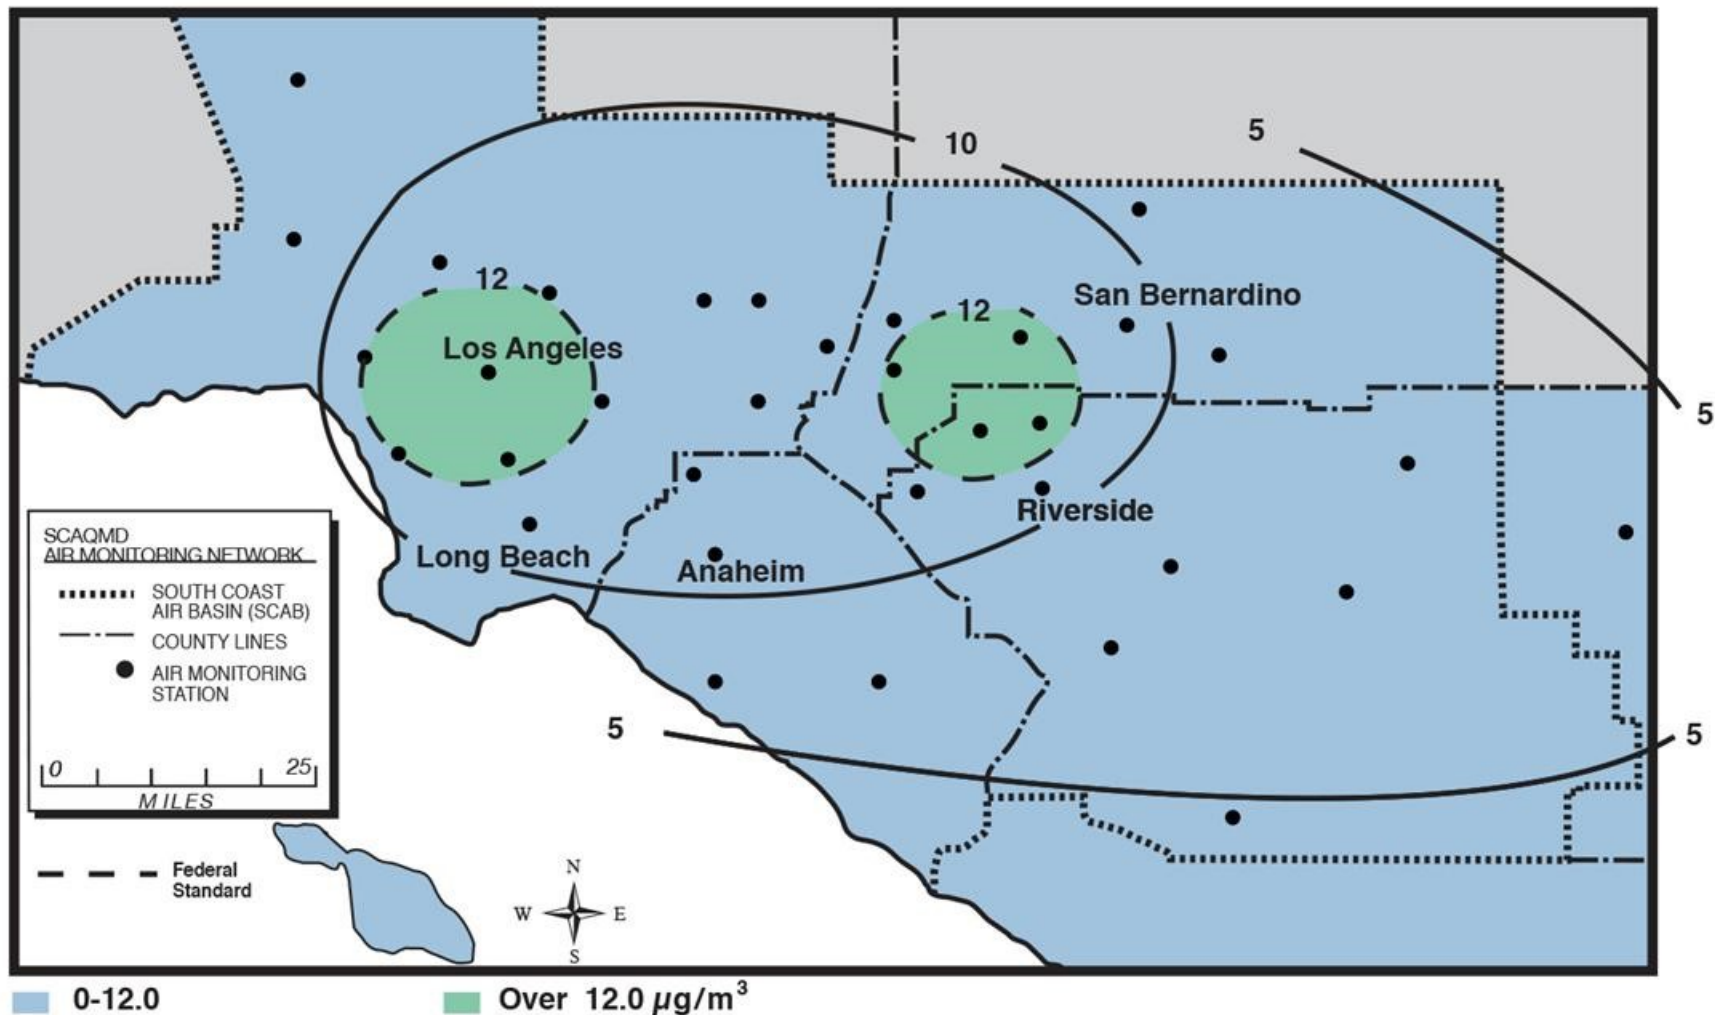 10
5
12
San Bernardino
12
Los Angeles
5
Riverside
SCAQMD
AIR MONITORING NETWORK
Long Beach
Anaheim
SOUTH COAST
AIR BASIN (SCAB)
COUNTY LINES
AIR MONITORING
STATION
5
5
0 25
MILES
Federal
Standard
N
W E
S
0-12.0
Over 12.0 µg/m³